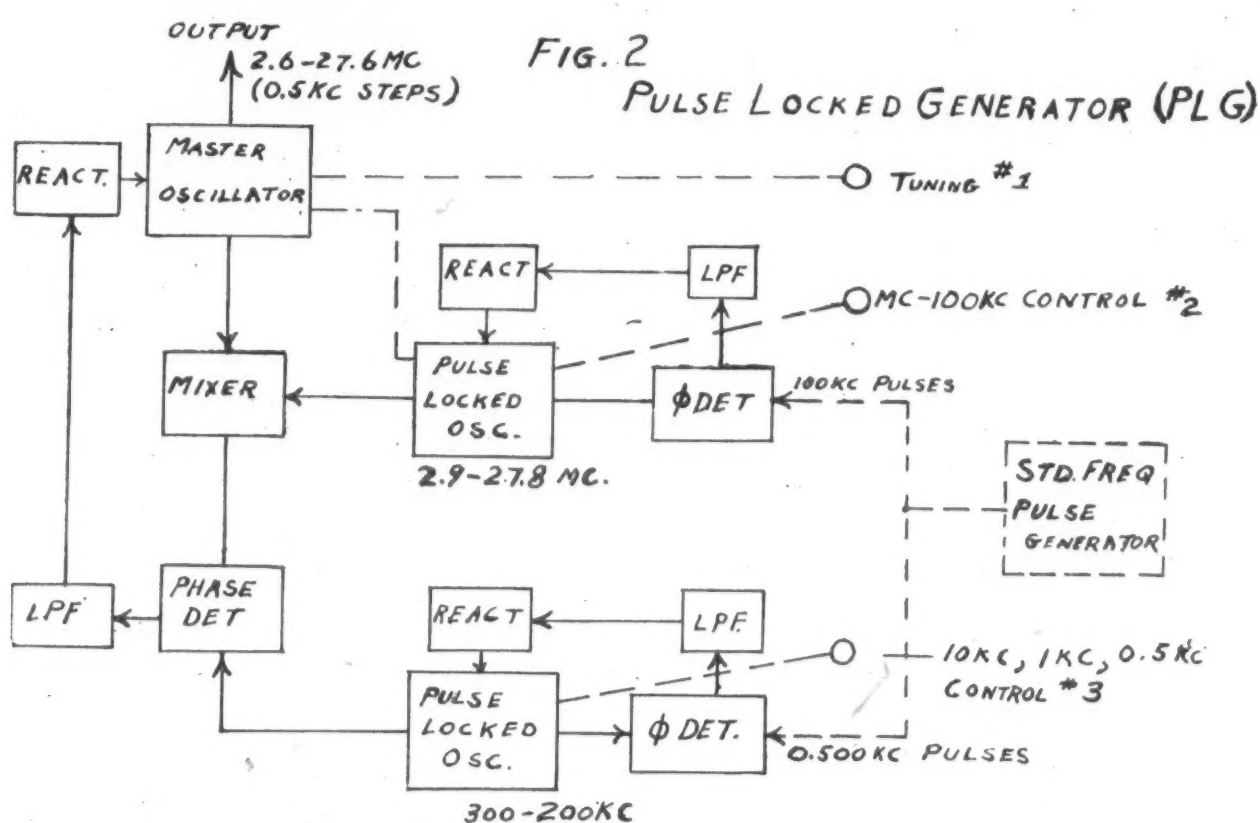 OUTPUT
2.6-27.6 MC
(0.5KC STEPS)
FIG. 2
PULSE LOCKED GENERATOR (PLG)
REACT.
MASTER
OSCILLATOR
TUNING #1
REACT
LPF
MC-100KC CONTROL #2
MIXER
PULSE
LOCKED
OSC.
ϕ DET
100KC PULSES
2.9-27.8 MC.
STD. FREQ
PULSE
GENERATOR
LPF
PHASE
DET
REACT
LPF.
10KC, 1KC, 0.5KC
CONTROL #3
PULSE
LOCKED
OSC.
ϕ DET.
0.500KC PULSES
300-200KC